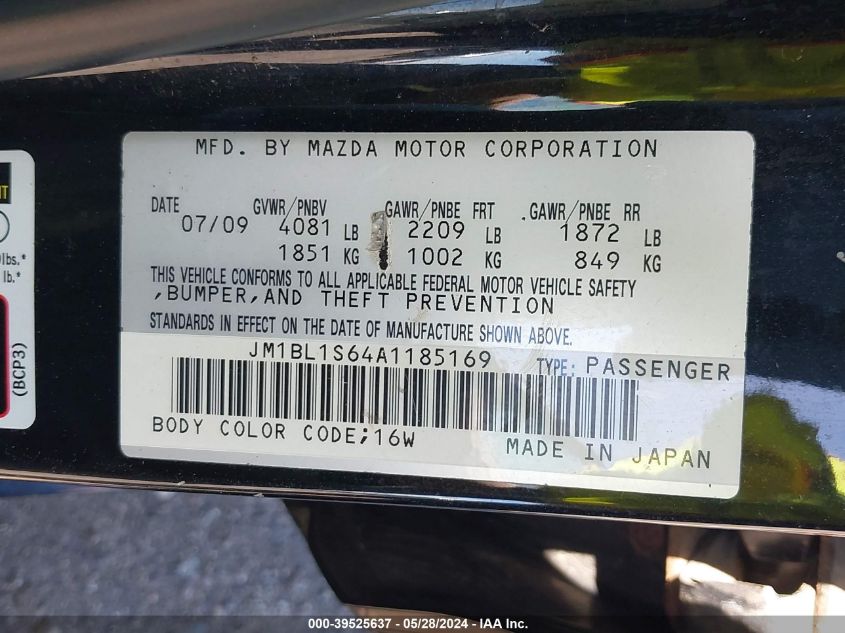 MFD. BY MAZDA MOTOR CORPORATION
DATE GVWR/PNBV GAWR/PNBE FRT .GAWR/PNBE RR
07/09 4081 LB 2209 LB 1872 LB
1851 KG 1002 KG 849 KG
THIS VEHICLE CONFORMS TO ALL APPLICABLE FEDERAL MOTOR VEHICLE SAFETY
,BUMPER,AND THEFT PREVENTION
STANDARDS IN EFFECT ON THE DATE OF MANUFACTURE SHOWN ABOVE.
JM1BL1S64A1185169 TYPE: PASSENGER
BODY COLOR CODE;16W MADE IN JAPAN
lbs.*
lb.*
(BCP3)
000-39525637 - 05/28/2024 - IAA Inc.